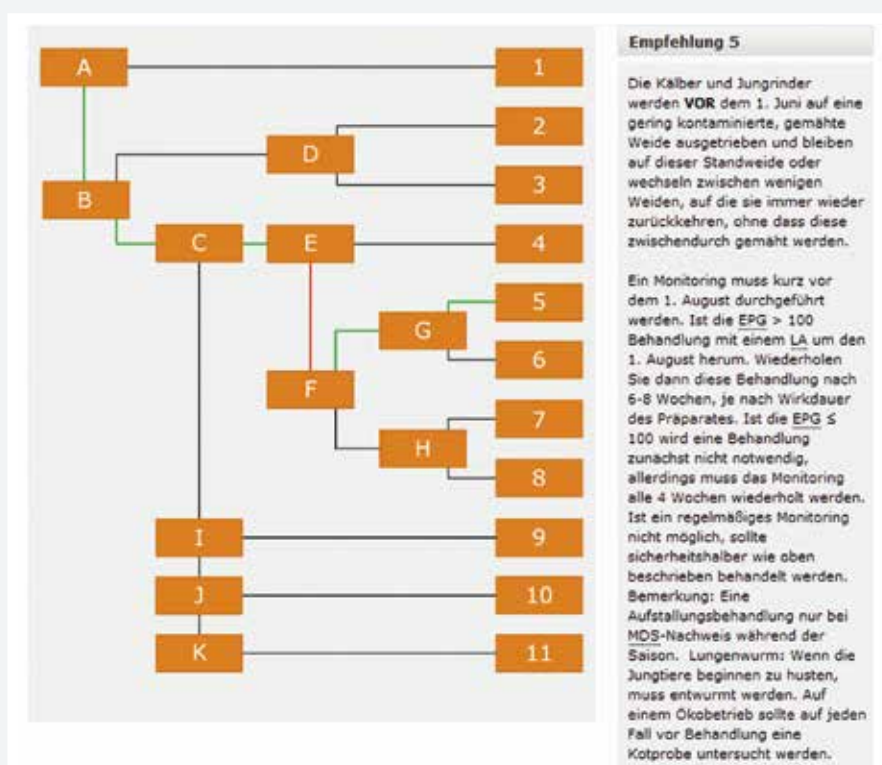 A
1
2
D
3
B
C
E
4
5
G
6
F
7
H
8
I
9
J
10
K
11
Empfehlung 5
Die Kälber und Jungrinder
werden VOR dem 1. Juni auf eine
gering kontaminierte, gemähte
Weide ausgetrieben und bleiben
auf dieser Standweide oder
wechseln zwischen wenigen
Weiden, auf die sie immer wieder
zurückkehren, ohne dass diese
zwischendurch gemäht werden.
Ein Monitoring muss kurz vor
dem 1. August durchgeführt
werden. Ist die EPG > 100
Behandlung mit einem LA um den
1. August herum. Wiederholen
Sie dann diese Behandlung nach
6-8 Wochen, je nach Wirkdauer
des Präparates. Ist die EPG ≤
100 wird eine Behandlung
zunächst nicht notwendig,
allerdings muss das Monitoring
alle 4 Wochen wiederholt werden.
Ist ein regelmäßiges Monitoring
nicht möglich, sollte
sicherheitshalber wie oben
beschrieben behandelt werden.
Bemerkung: Eine
Aufstallungsbehandlung nur bei
MDS-Nachweis während der
Saison. Lungenwurm: Wenn die
Jungtiere beginnen zu husten,
muss entwurmt werden. Auf
einem Ökobetrieb sollte auf jeden
Fall vor Behandlung eine
Kotprobe untersucht werden.